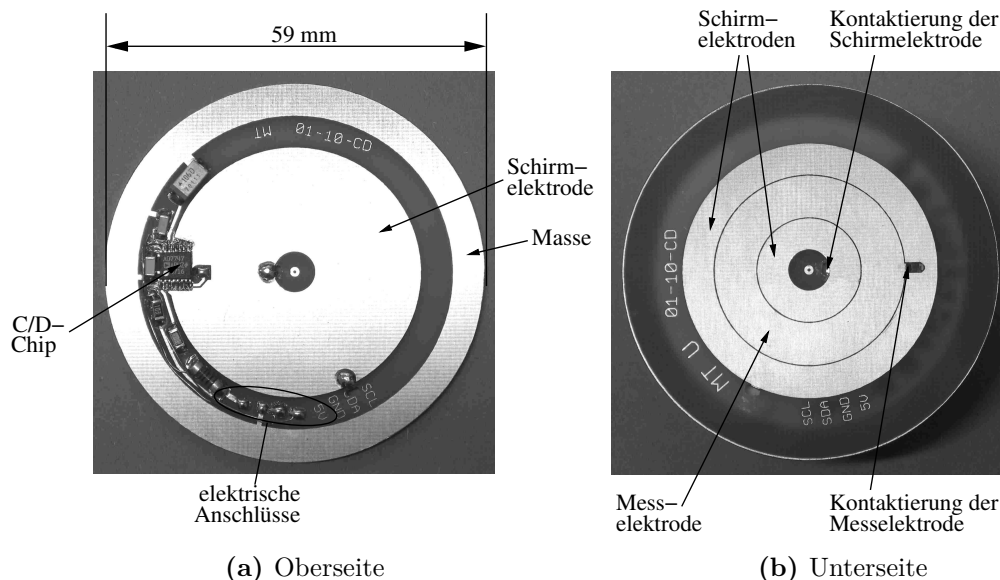 59 mm
MT 01-10-CD
Schirm-
elektrode
Masse
C/D-
Chip
SCL
SDA
GND
5V
elektrische
Anschlüsse
(a) Oberseite
Schirm-
elektroden
Kontaktierung der
Schirmelektrode
01-10-CD
MT U
SCL
SDA
GND
5V
Mess-
elektrode
Kontaktierung der
Messelektrode
(b) Unterseite